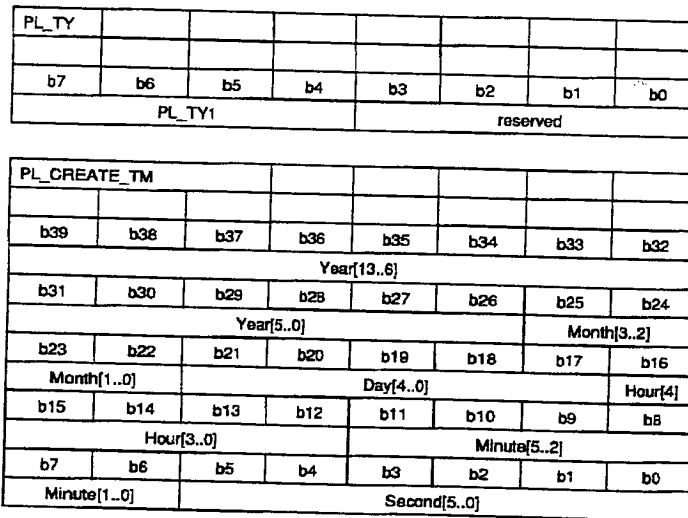 PL_TY
b7 b6 b5 b4 b3 b2 b1 b0
PL_TY1 reserved
PL_CREATE_TM
b39 b38 b37 b36 b35 b34 b33 b32
Year[13..6]
b31 b30 b29 b28 b27 b26 b25 b24
Year[5..0] Month[3..2]
b23 b22 b21 b20 b19 b18 b17 b16
Month[1..0] Day[4..0] Hour[4]
b15 b14 b13 b12 b11 b10 b9 b8
Hour[3..0] Minute[5..2]
b7 b6 b5 b4 b3 b2 b1 b0
Minute[1..0] Second[5..0]